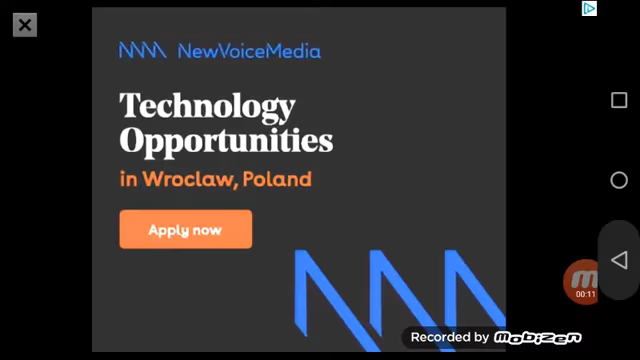 NewVoiceMedia
Technology
Opportunities
in Wroclaw, Poland
Apply now
00:11
Recorded by Mobizen